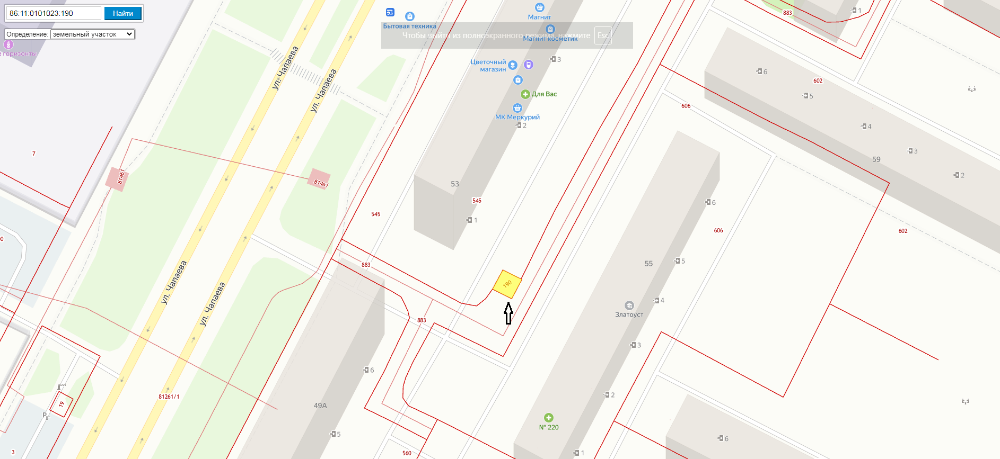 86:11:0101023:190
Найти
Определение:
земельный участок
е горизонты
Бытовая техника
Магнит
Чтобы выйти из полноэкранного режима, нажмите Esc
Магнит косметик
883
1
3
Цветочный
магазин
Для Вас
МК Меркурий
2
6
602
5
606
4
3
59
2
ул. Чапаева
ул. Чапаева
7
81461
81461
53
545
545
1
6
606
602
883
55
5
190
4
Златоуст
883
ул. Чапаева
ул. Чапаева
3
6
2
81261/1
19
P
49А
№ 220
5
6
3
560
1